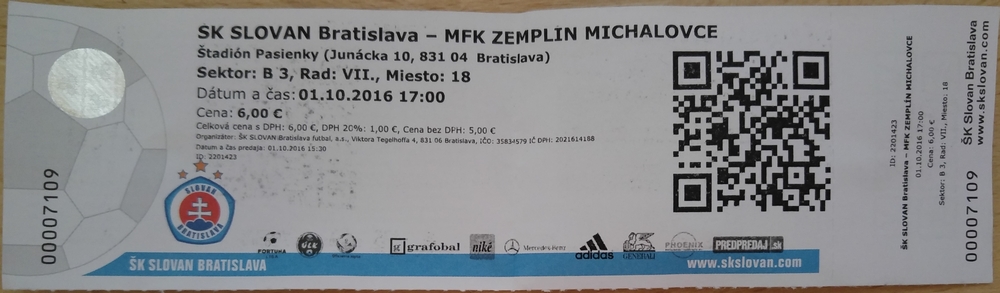 SK SLOVAN Bratislava – MFK ZEMPLÍN MICHALOVCE
Štadión Pasienky (Junácka 10, 831 04 Bratislava)
Sektor: B 3, Rad: VII., Miesto: 18
Dátum a čas: 01.10.2016 17:00
Cena: 6,00 €
Celková cena s DPH: 6,00 €, DPH 20%: 1,00 €, Cena bez DPH: 5,00 €
Organizátor: ŠK SLOVAN Bratislava futbal, a.s., Viktora Tegelhoffa 4, 831 06 Bratislava, IČO: 35834579 IČ DPH: 2021614188
Dátum a čas predaja: 01.10.2016 15:30
ID: 2201423
00007109
SLOVAN
BRATISLAVA
FORTUNA
ÚLK
grafobal
niké
Mercedes-Benz
adidas
GENERALI
PHOENIX
PREDPREDAJ.sk
ŠK SLOVAN BRATISLAVA
www.skslovan.com
ID: 2201423
ŠK SLOVAN Bratislava – MFK ZEMPLÍN MICHALOVCE
01.10.2016 17:00
Cena: 6,00 €
Sektor: B 3, Rad: VII., Miesto: 18
00007109
ŠK Slovan Bratislava
www.skslovan.com